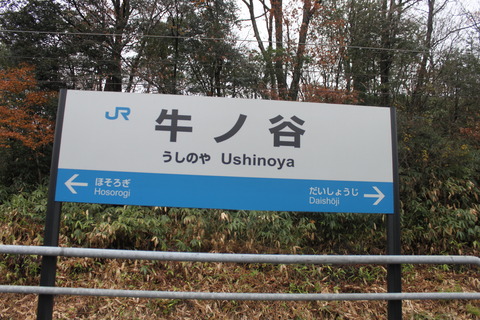 JR
牛ノ谷
うしのや Ushinoya
← ほそろぎ
Hosorogi
だいしょうじ →
Daishōji